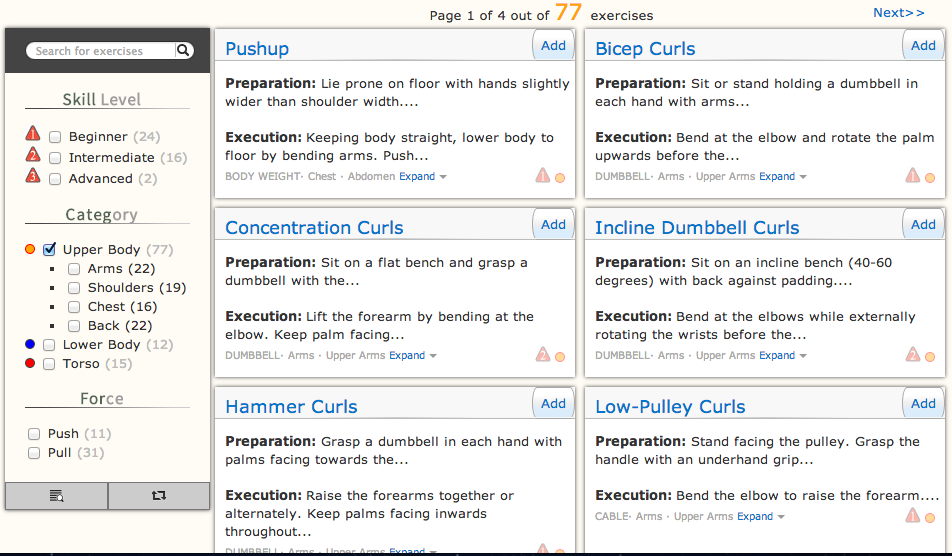 Page 1 of 4 out of 77 exercises
Next>>
Search for exercises
Skill Level
1 Beginner (24)
2 Intermediate (16)
3 Advanced (2)
Category
Upper Body (77)
Arms (22)
Shoulders (19)
Chest (16)
Back (22)
Lower Body (12)
Torso (15)
Force
Push (11)
Pull (31)
Pushup
Add
Preparation: Lie prone on floor with hands slightly
wider than shoulder width....
Execution: Keeping body straight, lower body to
floor by bending arms. Push...
BODY WEIGHT· Chest · Abdomen Expand
1
Bicep Curls
Add
Preparation: Sit or stand holding a dumbbell in
each hand with arms...
Execution: Bend at the elbow and rotate the palm
upwards before the...
DUMBBELL· Arms · Upper Arms Expand
1
Concentration Curls
Add
Preparation: Sit on a flat bench and grasp a
dumbbell with the...
Execution: Lift the forearm by bending at the
elbow. Keep palm facing...
DUMBBELL· Arms · Upper Arms Expand
2
Incline Dumbbell Curls
Add
Preparation: Sit on an incline bench (40-60
degrees) with back against padding....
Execution: Bend at the elbows while externally
rotating the wrists before the...
DUMBBELL· Arms · Upper Arms Expand
2
Hammer Curls
Add
Preparation: Grasp a dumbbell in each hand with
palms facing towards the...
Execution: Raise the forearms together or
alternately. Keep palms facing inwards
throughout...
DUMBBELL· Arms · Upper Arms Expand
Low-Pulley Curls
Add
Preparation: Stand facing the pulley. Grasp the
handle with an underhand grip...
Execution: Bend the elbow to raise the forearm....
CABLE· Arms · Upper Arms Expand
1